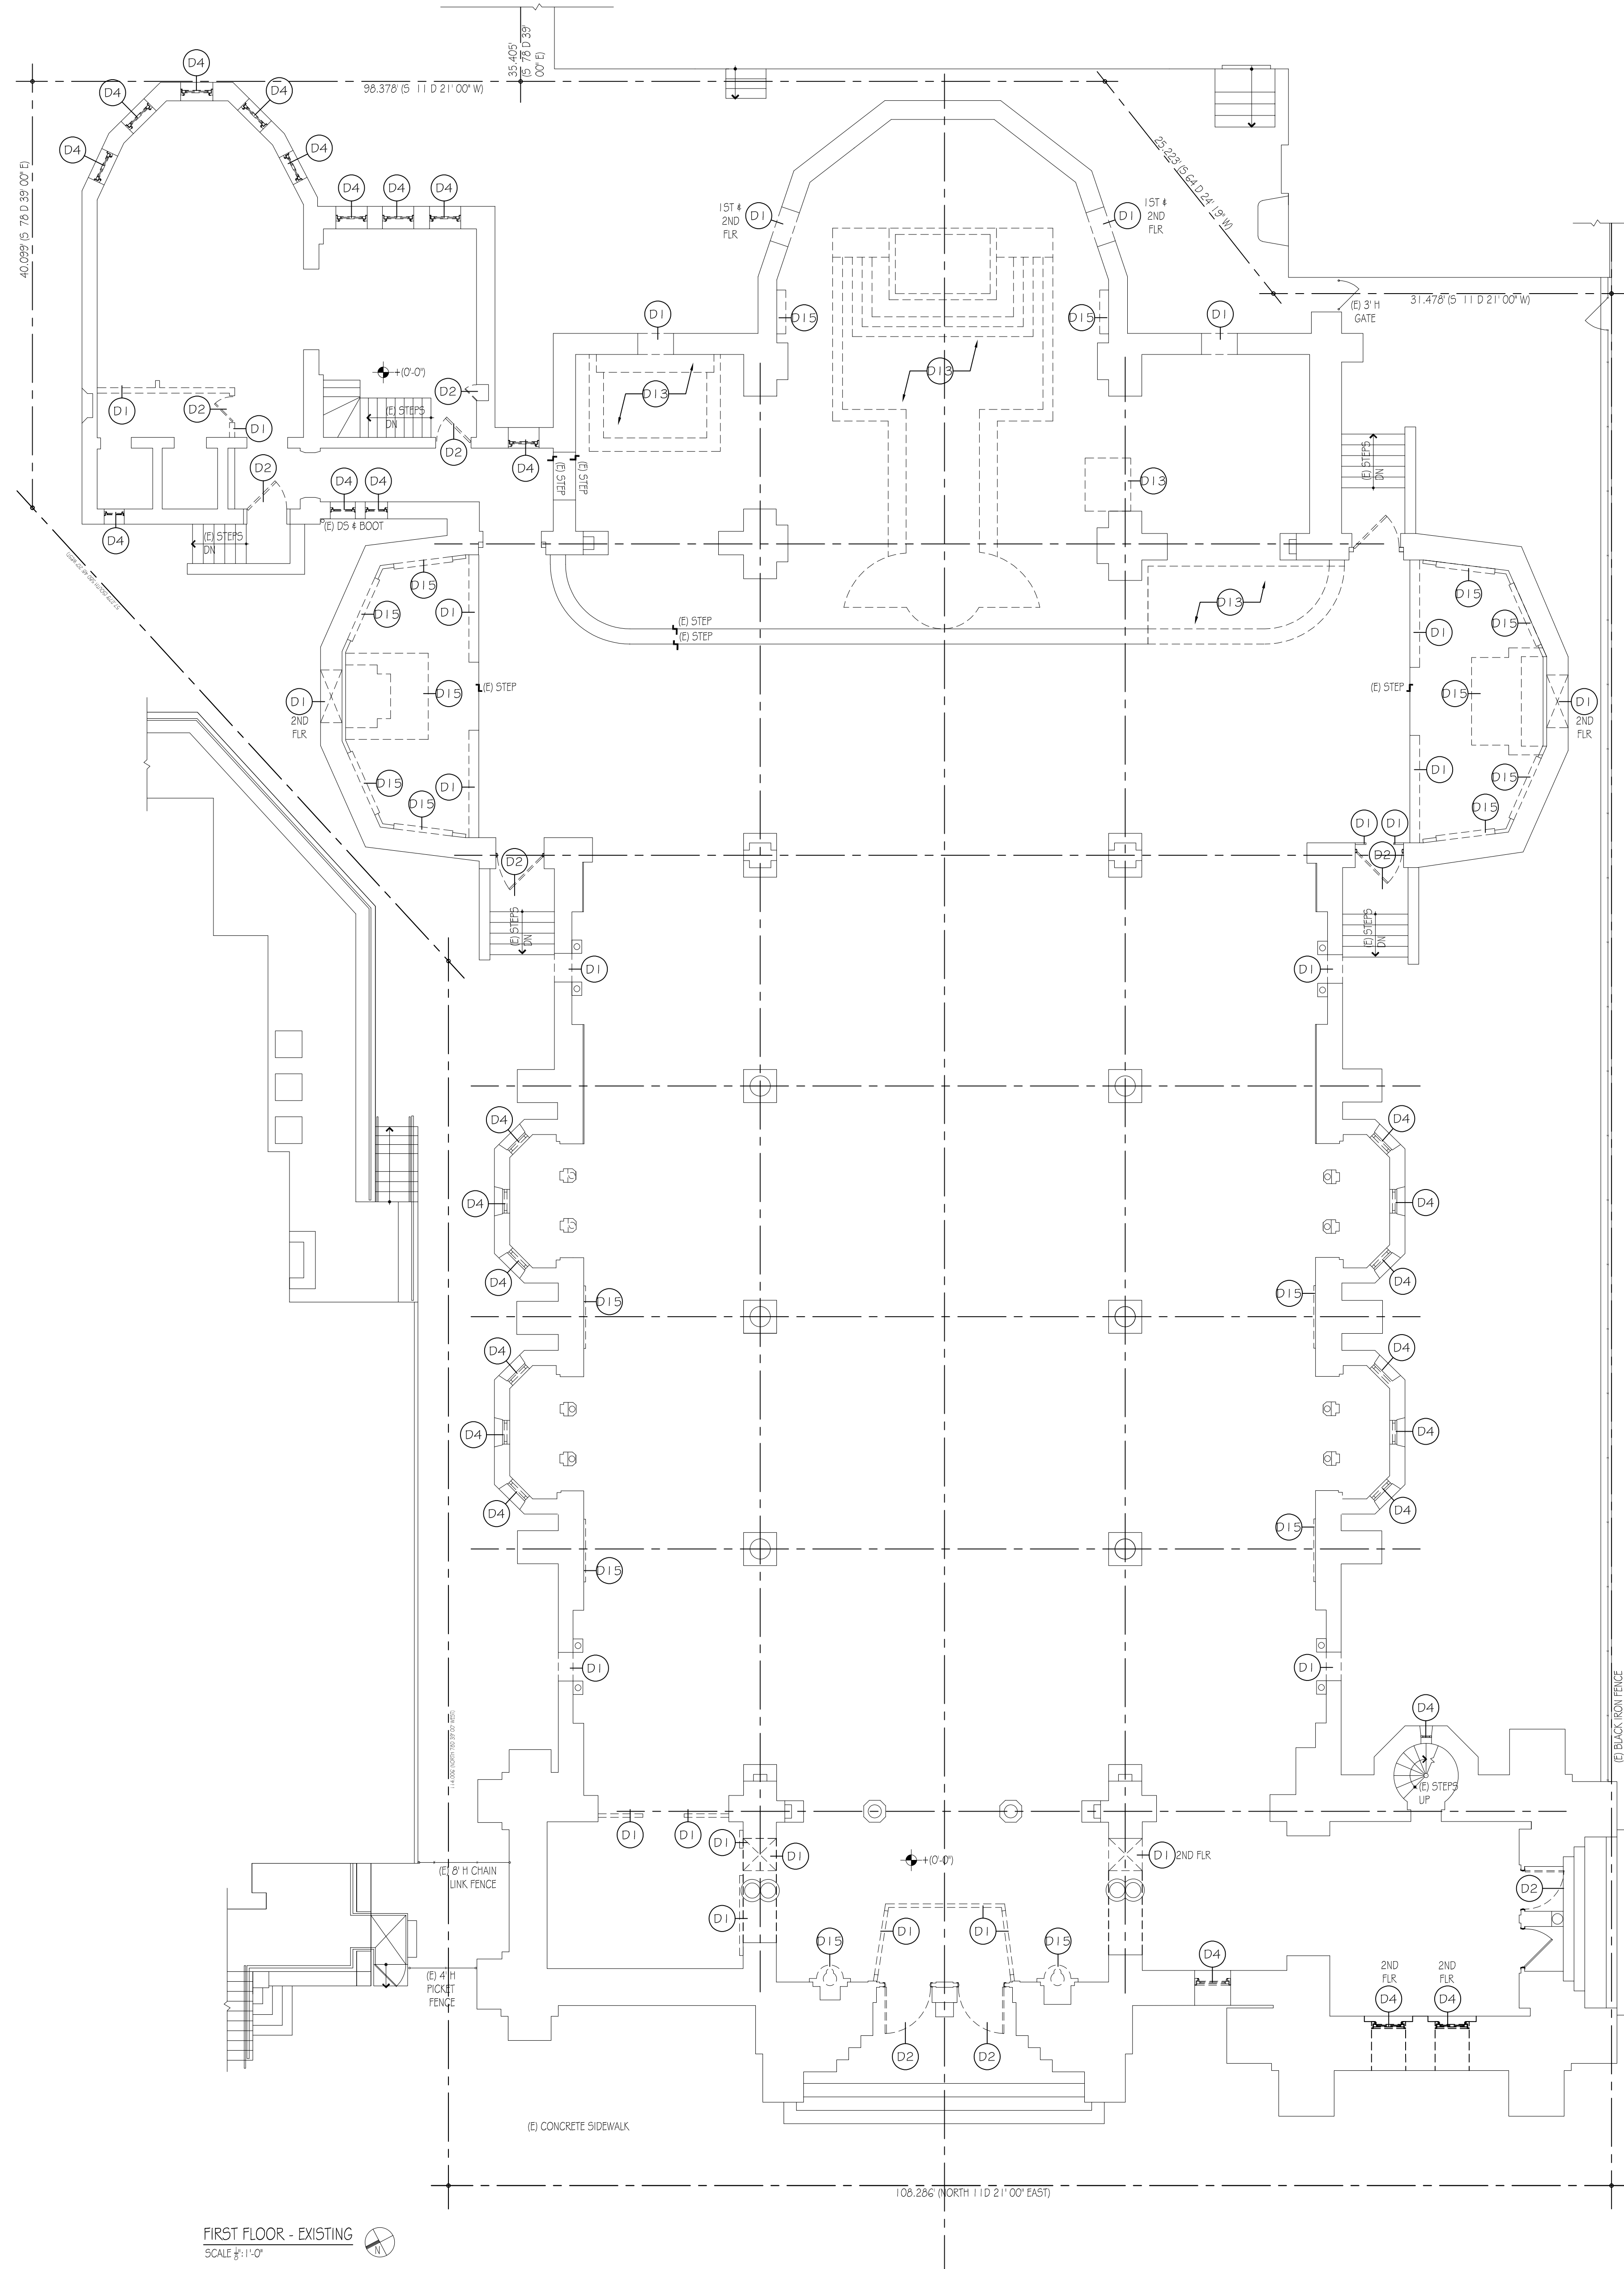 35.405'
(S 78 D 39'
00" E)
D4
98.378' (S 11 D 21' 00" W)
D4
D4
25.223' (S 64 D 24' 19" W)
D4
D4
40.099' (S 78 D 39' 00" E)
D4
D4
D4
1ST &
2ND
FLR
D1
D1
1ST &
2ND
FLR
31.478' (S 11 D 21' 00" W)
(E) 3' H
GATE
D1
D15
D15
D1
+(0'-0")
D13
D13
D1
D2
D1
(E) STEPS
DN
D2
D2
D4
(E) STEP
(E) STEP
(E) STEPS
DN
D2
D4
D4
D13
(E) DS & BOOT
D4
(E) STEPS
DN
D15
D15
D1
D13
D15
D15
D1
(E) STEP
(E) STEP
(E) STEP
(E) STEP
D1
2ND
FLR
D15
D15
D1
2ND
FLR
D15
D1
D15
D1
D15
D15
D1
D1
D2
D2
(E) STEPS
DN
(E) STEPS
DN
D1
D1
D4
D4
D4
D4
D4
D4
D15
D15
D4
D4
D4
D4
D4
D4
D15
D15
D1
D1
D4
(E) BLACK IRON FENCE
(E) STEPS
UP
D1
D1
D1
D1
D1
2ND FLR
+(0'-0")
(E) 8' H CHAIN
LINK FENCE
D2
D1
D1
D1
D15
D15
D4
2ND
FLR
D4
2ND
FLR
D4
(E) 4' H
PICKET
FENCE
D2
D2
(E) CONCRETE SIDEWALK
108.286' (NORTH 11D 21' 00" EAST)
FIRST FLOOR - EXISTING
SCALE ⅛":1'-0"
N